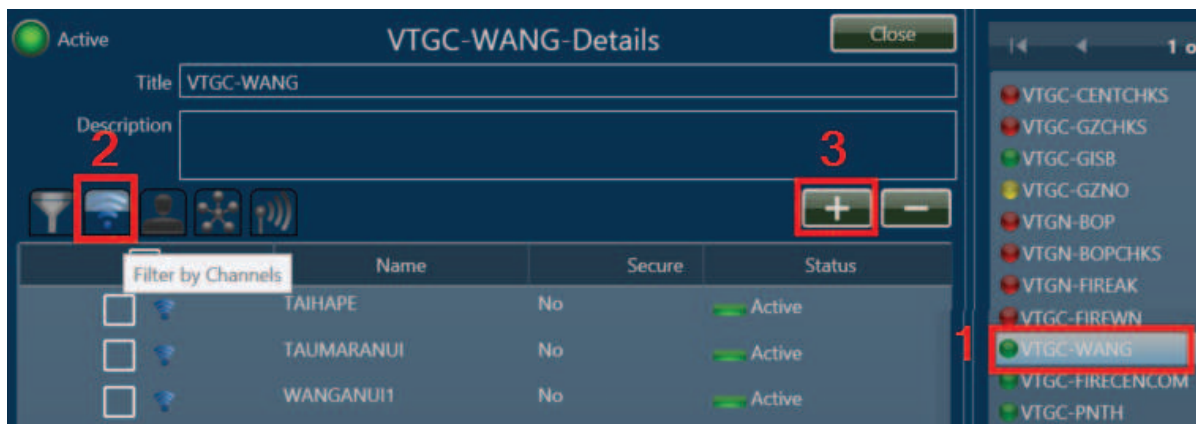 Active
VTGC-WANG-Details
Close
Title
VTGC-WANG
Description
2
3
+
−
Name
Secure
Status
Filter by Channels
TAIHAPE
No
Active
TAUMARANUI
No
Active
WANGANUI1
No
Active
1 o
VTGC-CENTCHKS
VTGC-GZCHKS
VTGC-GISB
VTGC-GZNO
VTGN-BOP
VTGN-BOPCHKS
VTGN-FIREAK
VTGC-FIREWN
1
VTGC-WANG
VTGC-FIRECENCOM
VTGC-PNTH